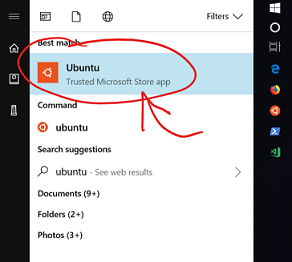 Filters
Best match
Ubuntu
Trusted Microsoft Store app
Command
ubuntu
Search suggestions
ubuntu - See web results
Documents (9+)
Folders (2+)
Photos (3+)